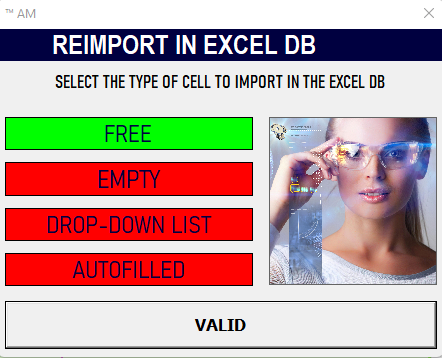 ™ AM
REIMPORT IN EXCEL DB
SELECT THE TYPE OF CELL TO IMPORT IN THE EXCEL DB
FREE
EMPTY
DROP-DOWN LIST
AUTOFILLED
VALID